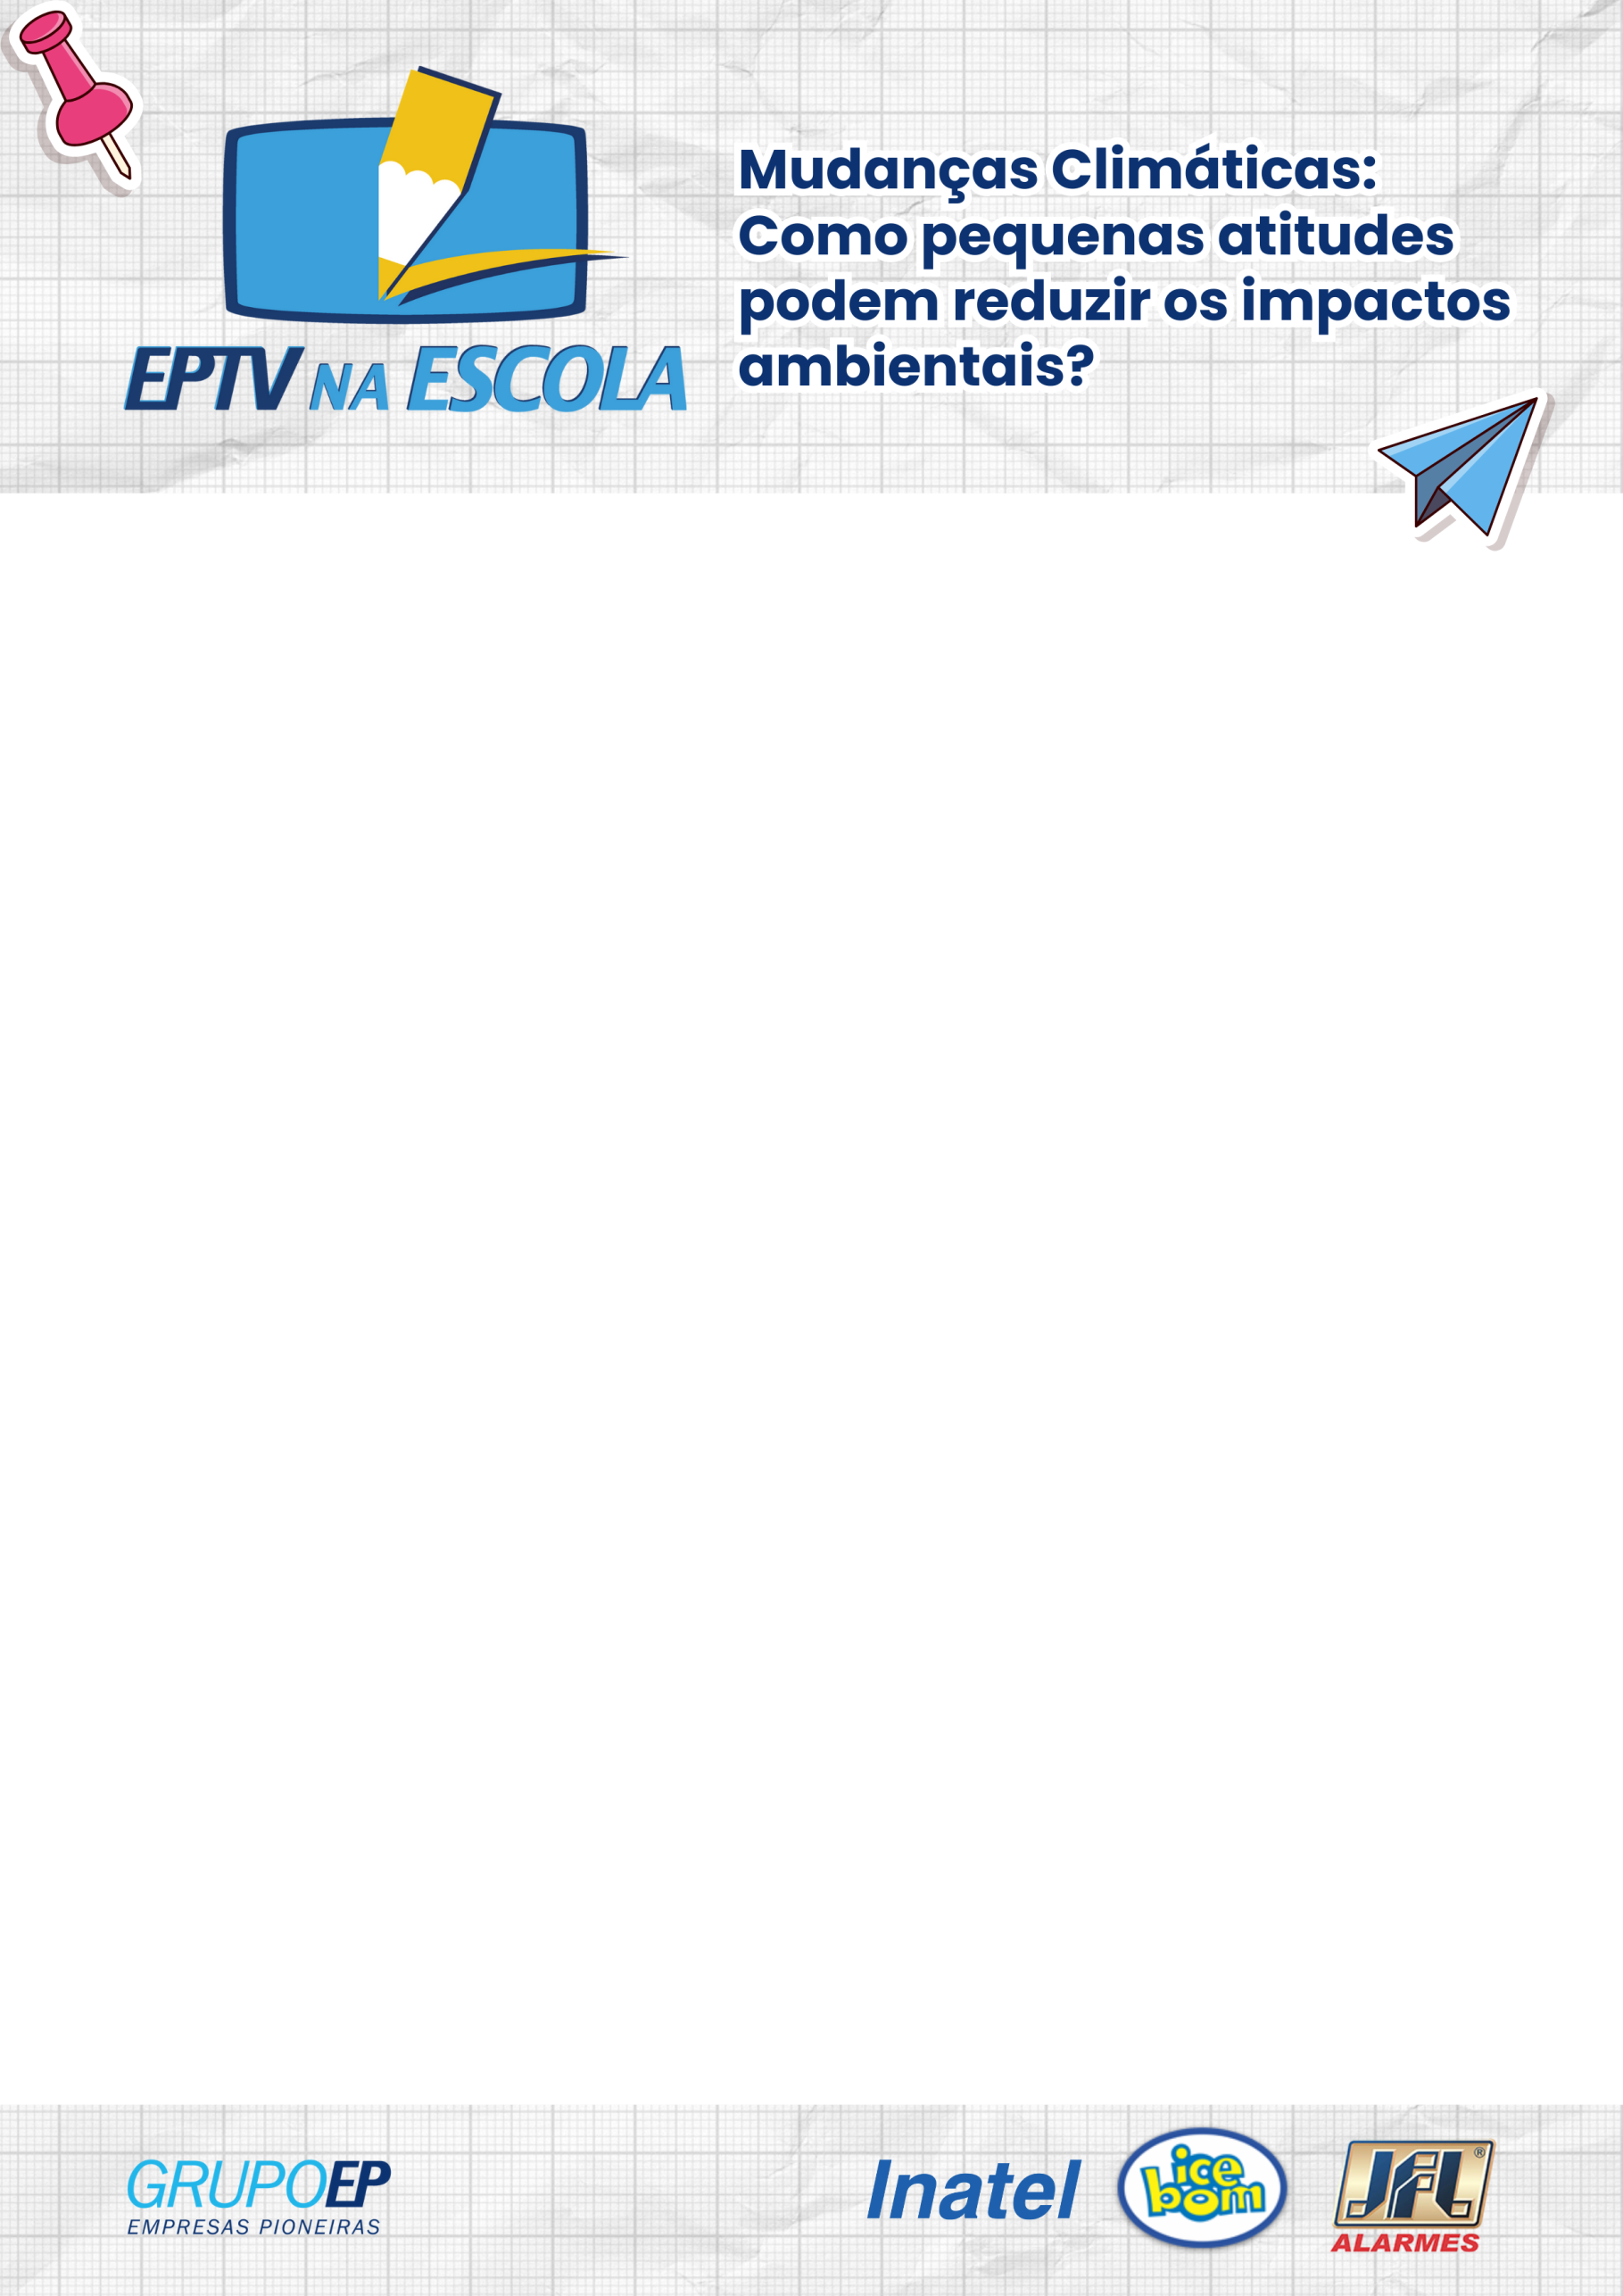 EPTV NA ESCOLA
Mudanças Climáticas:
Como pequenas atitudes
podem reduzir os impactos
ambientais?
GRUPOEP
EMPRESAS PIONEIRAS
Inatel
ice
bom
JFL ®
ALARMES